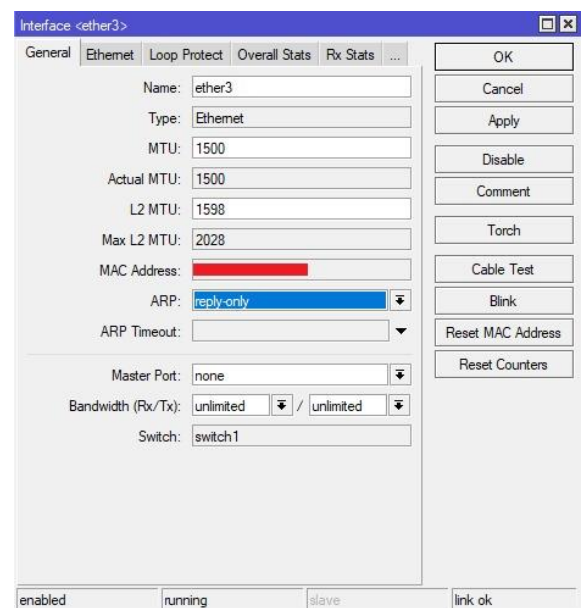 Interface <ether3>
General Ethernet Loop Protect Overall Stats Rx Stats ...
Name: ether3
Type: Ethernet
MTU: 1500
Actual MTU: 1500
L2 MTU: 1598
Max L2 MTU: 2028
MAC Address:
ARP: reply-only
ARP Timeout:
Master Port: none
Bandwidth (Rx/Tx): unlimited / unlimited
Switch: switch1
OK
Cancel
Apply
Disable
Comment
Torch
Cable Test
Blink
Reset MAC Address
Reset Counters
enabled running slave link ok